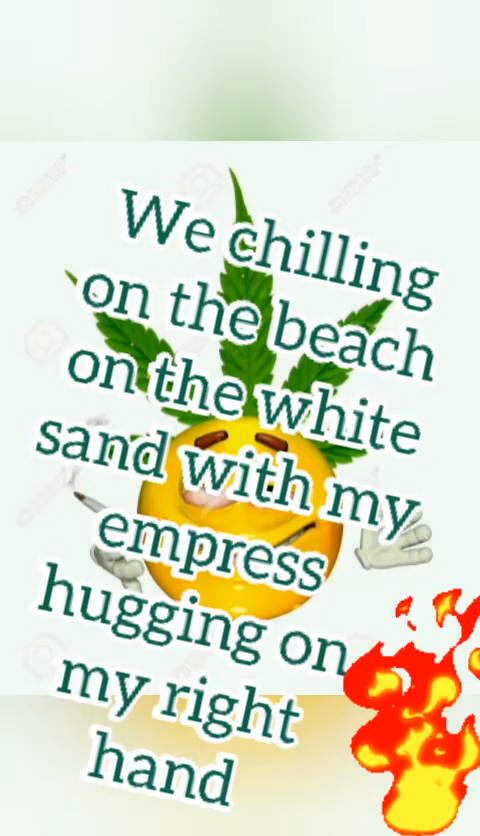 We chilling
on the beach
on the white
sand with my
empress
hugging on
my right
hand